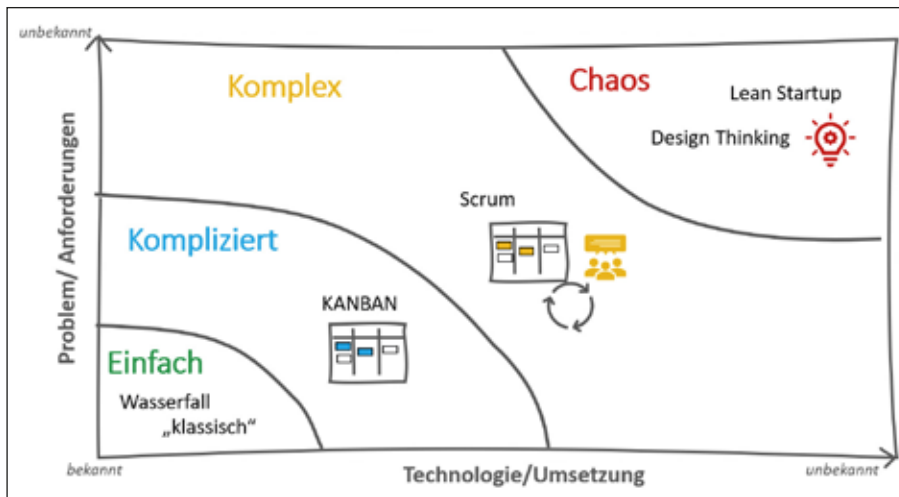 unbekannt
Komplex
Chaos
Lean Startup
Design Thinking
Problem/ Anforderungen
Scrum
Kompliziert
KANBAN
Einfach
Wasserfall
„klassisch“
bekannt
Technologie/Umsetzung
unbekannt